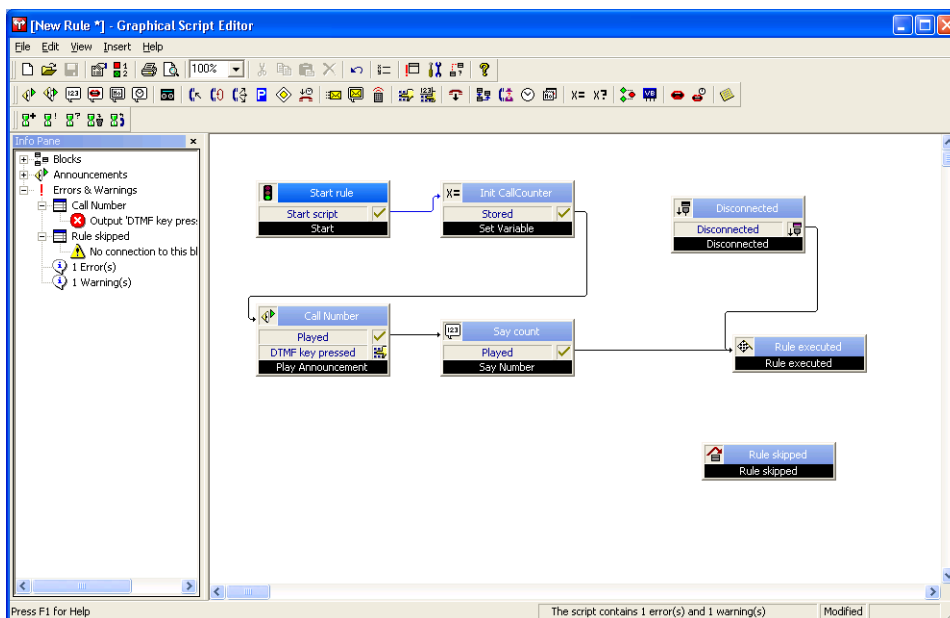 [New Rule *] - Graphical Script Editor
File Edit View Insert Help
100%
Info Pane
Blocks
Announcements
Errors & Warnings
Call Number
Output 'DTMF key pres
Rule skipped
No connection to this bl
1 Error(s)
1 Warning(s)
Start rule
Start script
Start
X= Init CallCounter
Stored
Set Variable
Disconnected
Disconnected
Disconnected
Call Number
Played
DTMF key pressed
Play Announcement
123 Say count
Played
Say Number
Rule executed
Rule executed
Rule skipped
Rule skipped
Press F1 for Help
The script contains 1 error(s) and 1 warning(s)
Modified